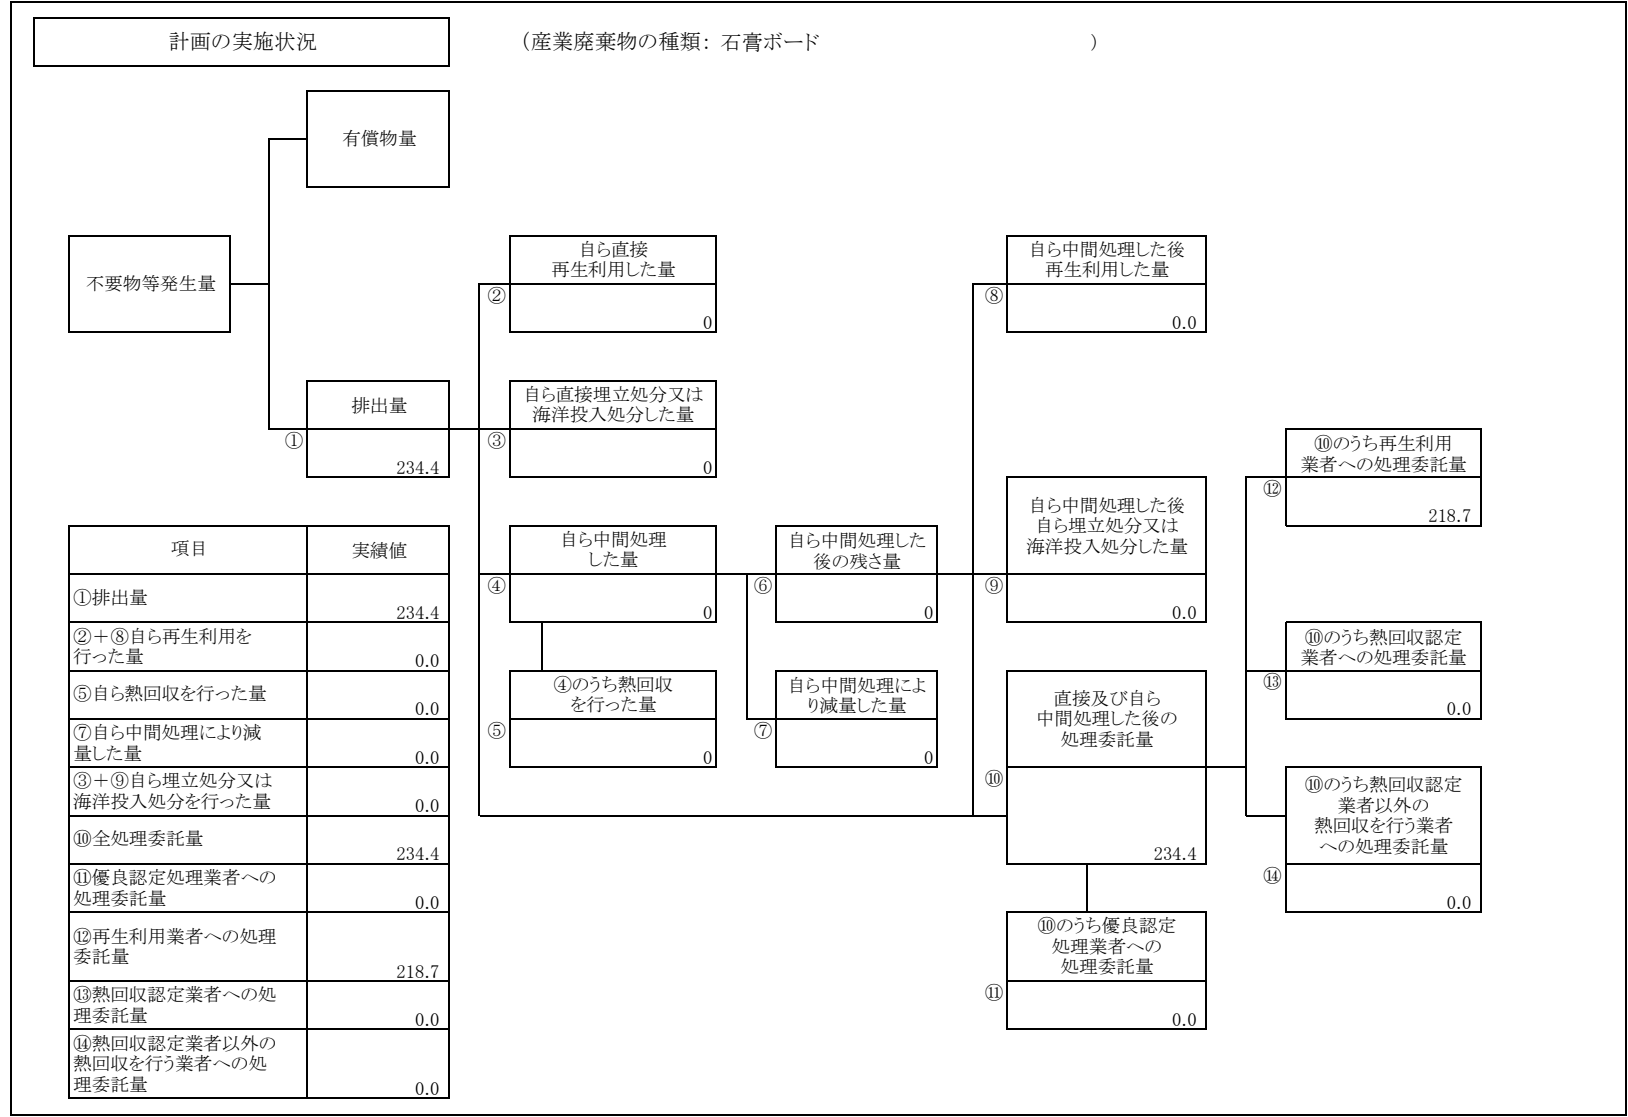 計画の実施状況
（産業廃棄物の種類：石膏ボード　　　　　　　　　　）
有償物量
不要物等発生量
自ら直接
再生利用した量
②
0
自ら中間処理した後
再生利用した量
⑧
0.0
排出量
①
234.4
自ら直接埋立処分又は
海洋投入処分した量
③
0
⑩のうち再生利用
業者への処理委託量
⑫
218.7
自ら中間処理
した量
④
0
自ら中間処理した
後の残さ量
⑥
0
自ら中間処理した後
自ら埋立処分又は
海洋投入処分した量
⑨
0.0
④のうち熱回収
を行った量
⑤
0
自ら中間処理によ
り減量した量
⑦
0
直接及び自ら
中間処理した後の
処理委託量
⑩
234.4
⑩のうち熱回収認定
業者への処理委託量
⑬
0.0
⑩のうち熱回収認定
業者以外の
熱回収を行う業者
への処理委託量
⑭
0.0
⑩のうち優良認定
処理業者への
処理委託量
⑪
0.0
項目
実績値
①排出量
234.4
②＋⑧自ら再生利用を
行った量
0.0
⑤自ら熱回収を行った量
0.0
⑦自ら中間処理により減
量した量
0.0
③＋⑨自ら埋立処分又は
海洋投入処分を行った量
0.0
⑩全処理委託量
234.4
⑪優良認定処理業者への
処理委託量
0.0
⑫再生利用業者への処理
委託量
218.7
⑬熱回収認定業者への処
理委託量
0.0
⑭熱回収認定業者以外の
熱回収を行う業者への処
理委託量
0.0